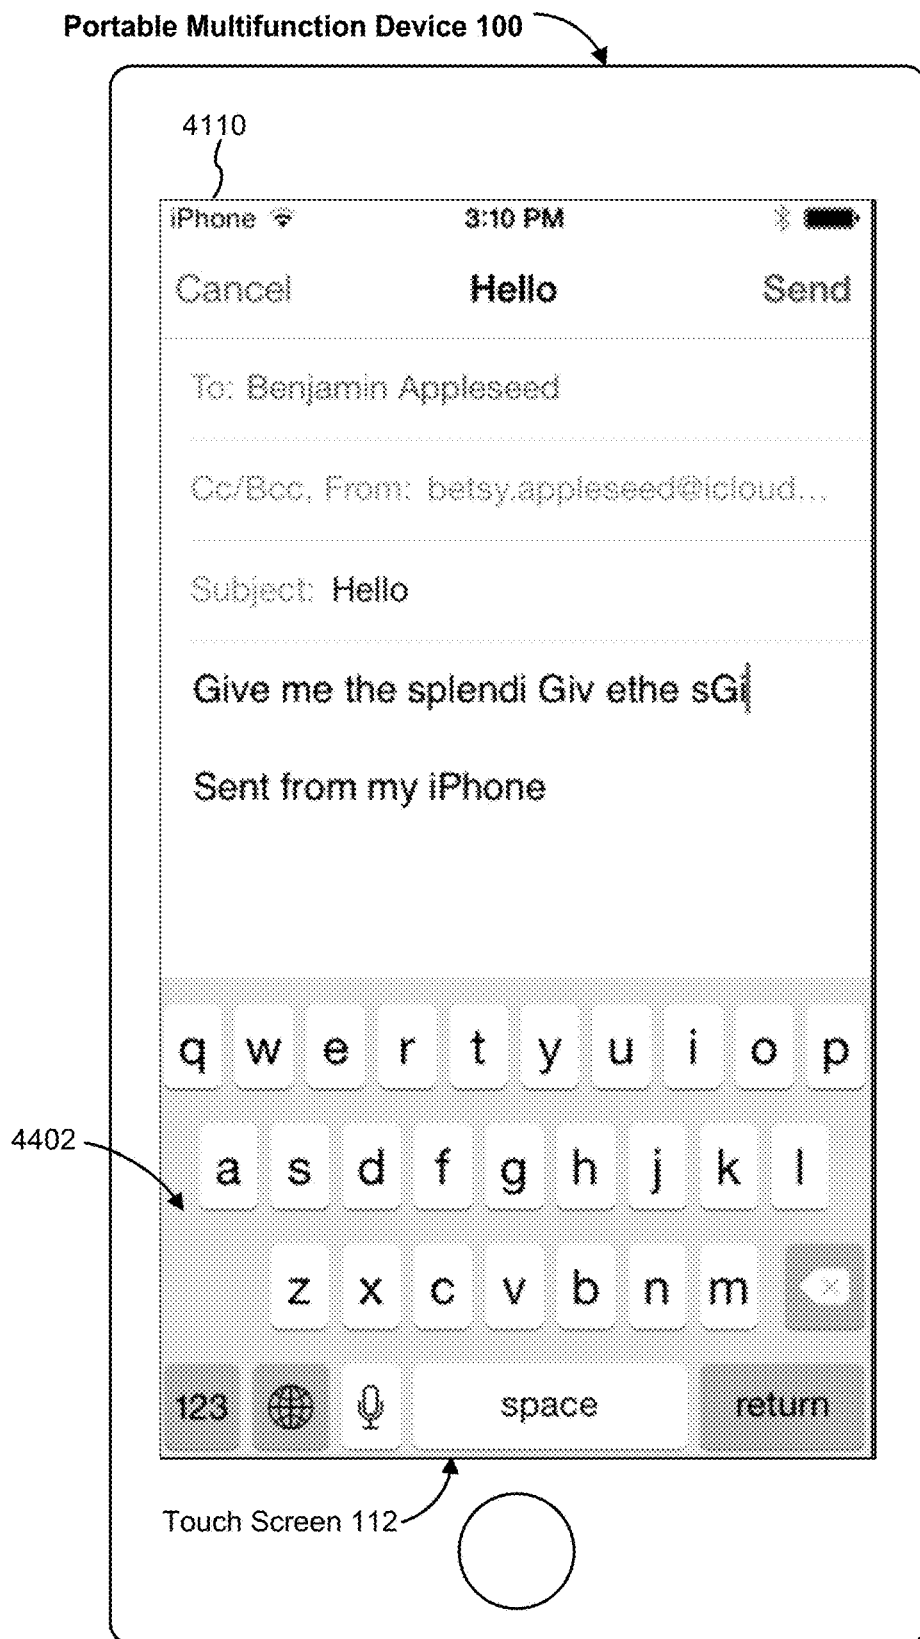 Portable Multifunction Device 100
4110
iPhone 3:10 PM
Cancel Hello Send
To: Benjamin Appleseed
Cc/Bcc, From: betsy.appleseed@icloud...
Subject: Hello
Give me the splendi Giv ethe sGi
Sent from my iPhone
q w e r t y u i o p
4402
a s d f g h j k l
z x c v b n m
123 space return
Touch Screen 112